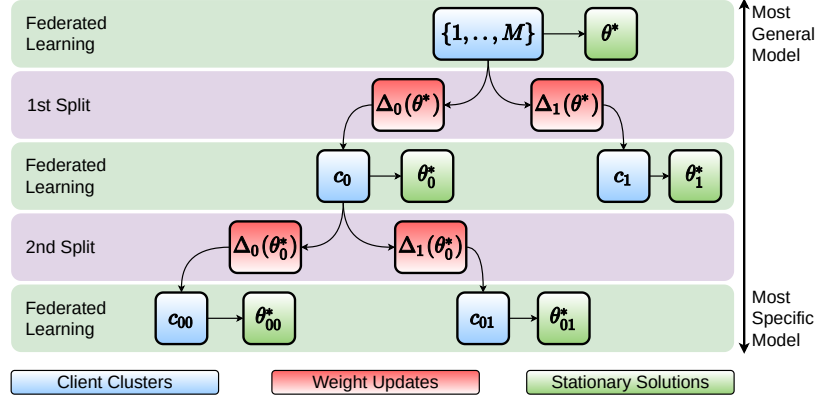 Federated
Learning
{1,..,M}
θ*
Most
General
Model
1st Split
Δ₀(θ*)
Δ₁(θ*)
Federated
Learning
c₀
θ₀*
c₁
θ₁*
2nd Split
Δ₀(θ₀*)
Δ₁(θ₀*)
Federated
Learning
c₀₀
θ₀₀*
c₀₁
θ₀₁*
Most
Specific
Model
Client Clusters
Weight Updates
Stationary Solutions